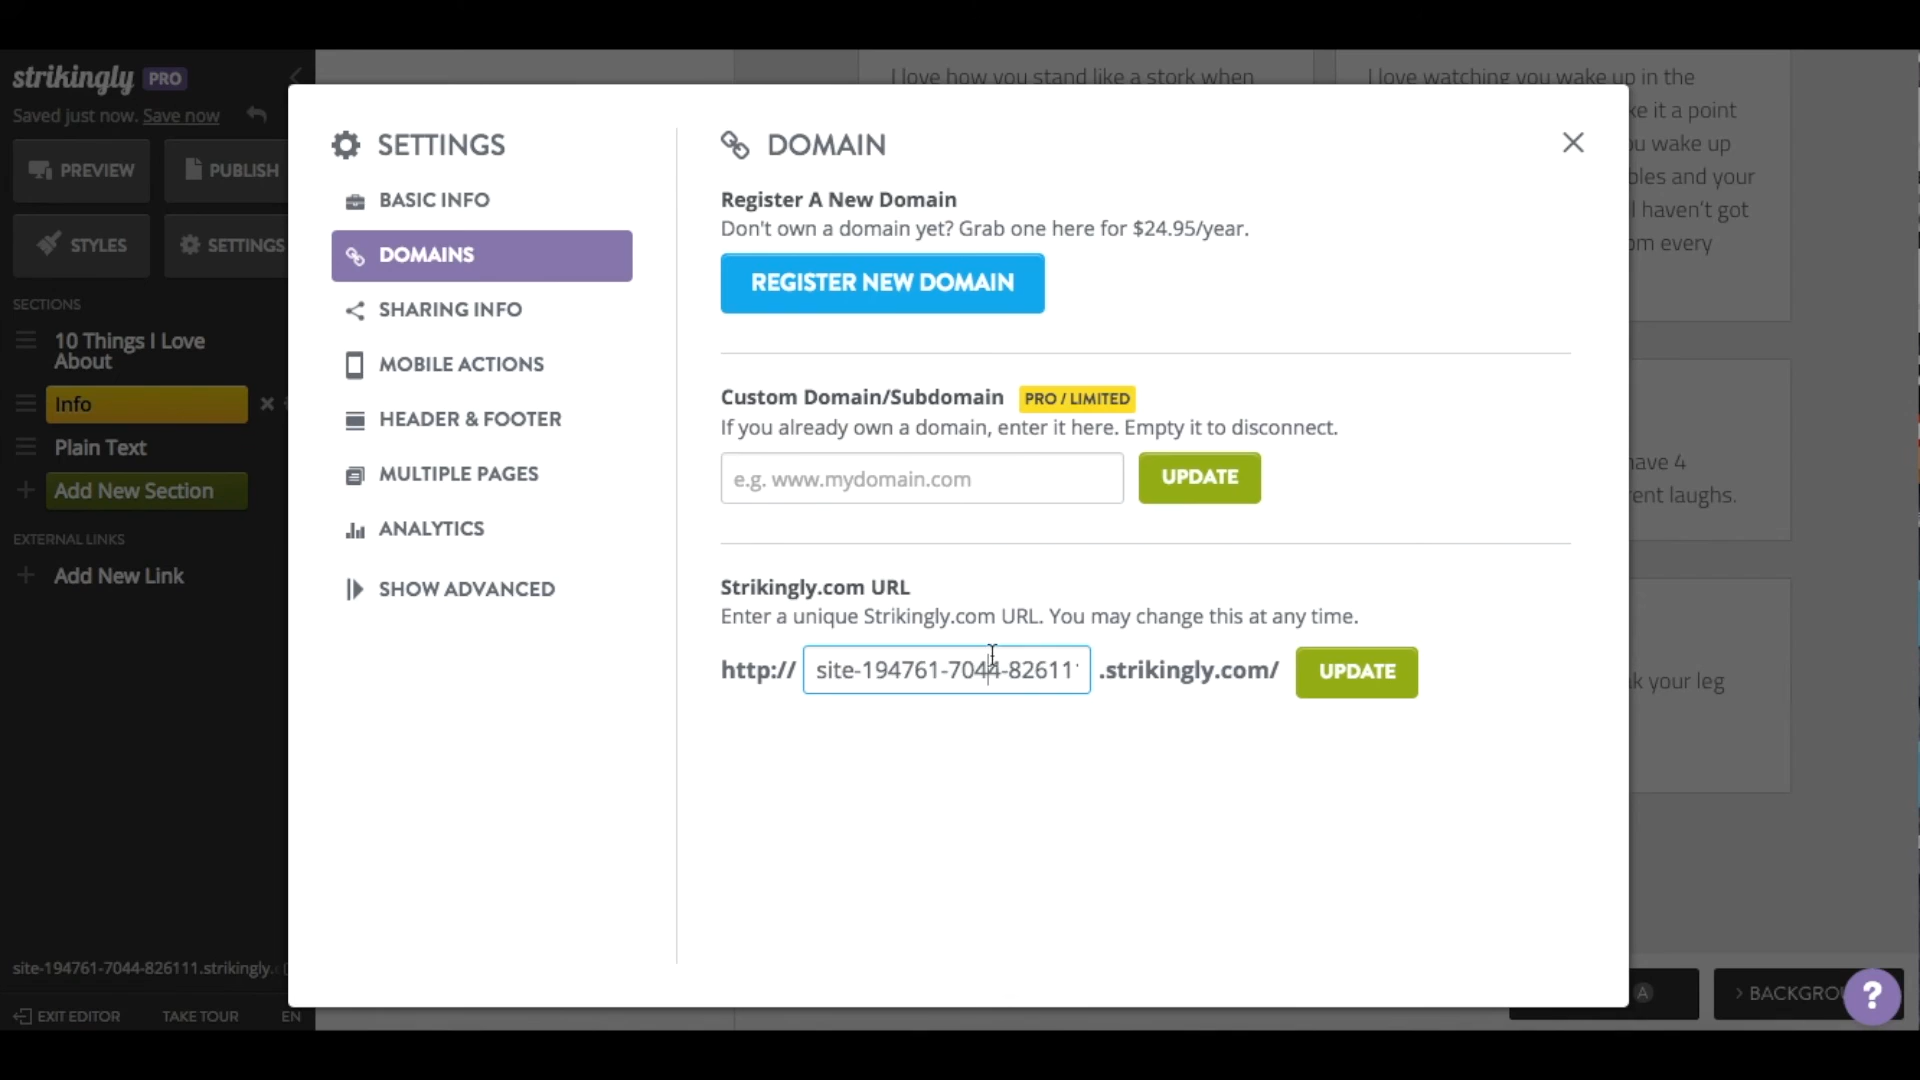 strikingly PRO
Saved just now. Save now
PREVIEW
PUBLISH
STYLES
SETTINGS
SECTIONS
10 Things I Love
About
Info
Plain Text
Add New Section
EXTERNAL LINKS
Add New Link
site-194761-7044-826111.strikingly.
EXIT EDITOR
TAKE TOUR
EN
SETTINGS
BASIC INFO
DOMAINS
SHARING INFO
MOBILE ACTIONS
HEADER & FOOTER
MULTIPLE PAGES
ANALYTICS
SHOW ADVANCED
DOMAIN
Register A New Domain
Don't own a domain yet? Grab one here for $24.95/year.
REGISTER NEW DOMAIN
Custom Domain/Subdomain PRO / LIMITED
If you already own a domain, enter it here. Empty it to disconnect.
e.g. www.mydomain.com
UPDATE
Strikingly.com URL
Enter a unique Strikingly.com URL. You may change this at any time.
http:// site-194761-7044-826111 .strikingly.com/ UPDATE
I love how you stand like a stork when
I love watching you wake up in the
it a point
wake up
and your
I haven't got
every
have 4
laughs.
your leg
A
BACKGROU
?